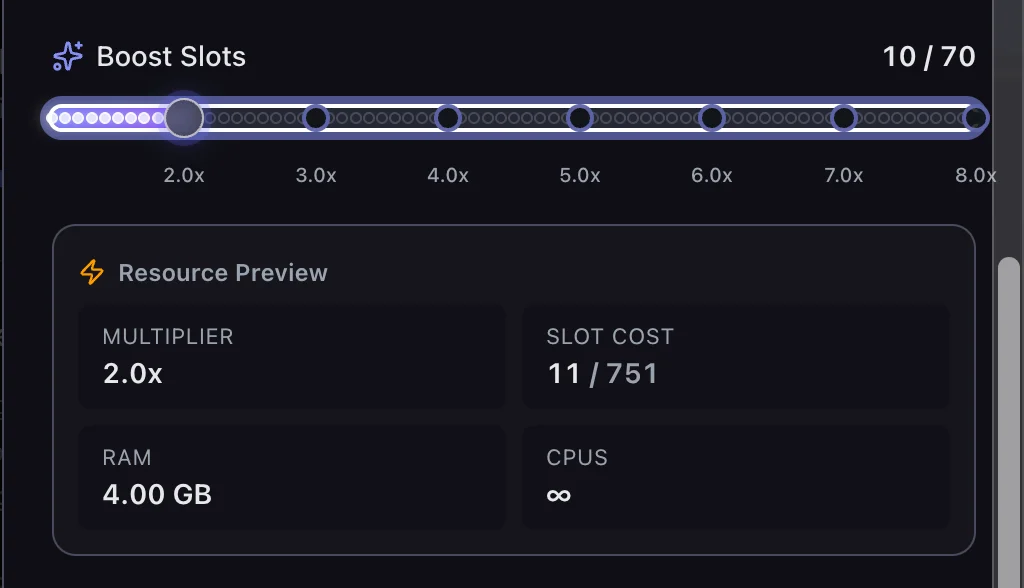 Boost Slots 10 / 70
2.0x 3.0x 4.0x 5.0x 6.0x 7.0x 8.0x
Resource Preview
MULTIPLIER SLOT COST
2.0x 11 / 751
RAM CPUS
4.00 GB ∞